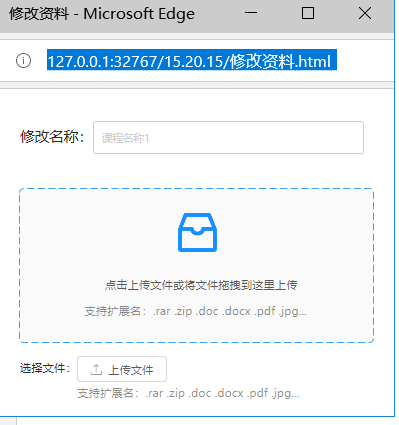 修改资料 - Microsoft Edge
127.0.0.1:32767/15.20.15/修改资料.html
修改名称：
课程名称1
点击上传文件或将文件拖拽到这里上传
支持扩展名：.rar .zip .doc .docx .pdf .jpg...
选择文件：
上传文件
支持扩展名：.rar .zip .doc .docx .pdf .jpg...